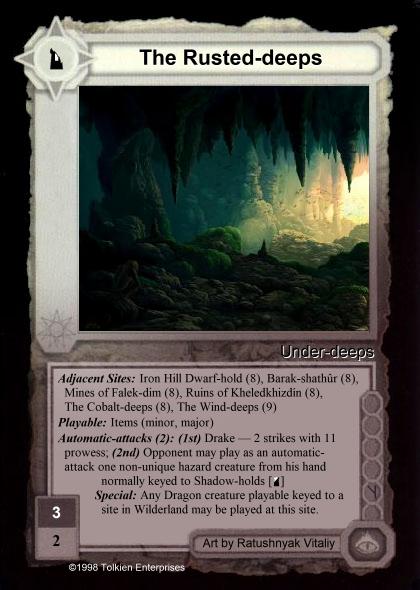 The Rusted-deeps
Under-deeps
Adjacent Sites: Iron Hill Dwarf-hold (8), Barak-shathûr (8),
Mines of Falek-dim (8), Ruins of Kheledkhizdín (8),
The Cobalt-deeps (8), The Wind-deeps (9)
Playable: Items (minor, major)
Automatic-attacks (2): (1st) Drake — 2 strikes with 11
prowess; (2nd) Opponent may play as an automatic-
attack one non-unique hazard creature from his hand
normally keyed to Shadow-holds [ ]
Special: Any Dragon creature playable keyed to a
site in Wilderland may be played at this site.
3
2
Art by Ratushnyak Vitaliy
©1998 Tolkien Enterprises